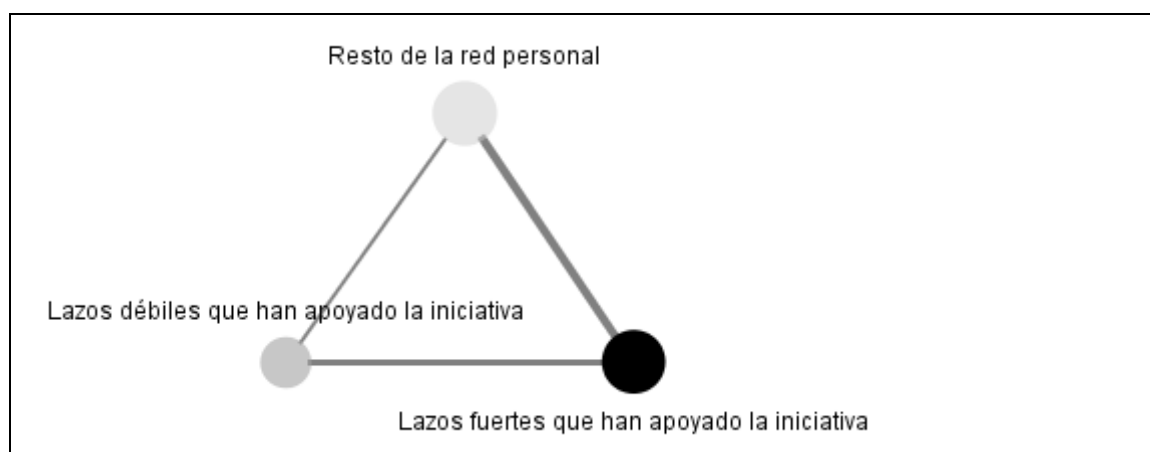 Resto de la red personal
Lazos débiles que han apoyado la iniciativa
Lazos fuertes que han apoyado la iniciativa